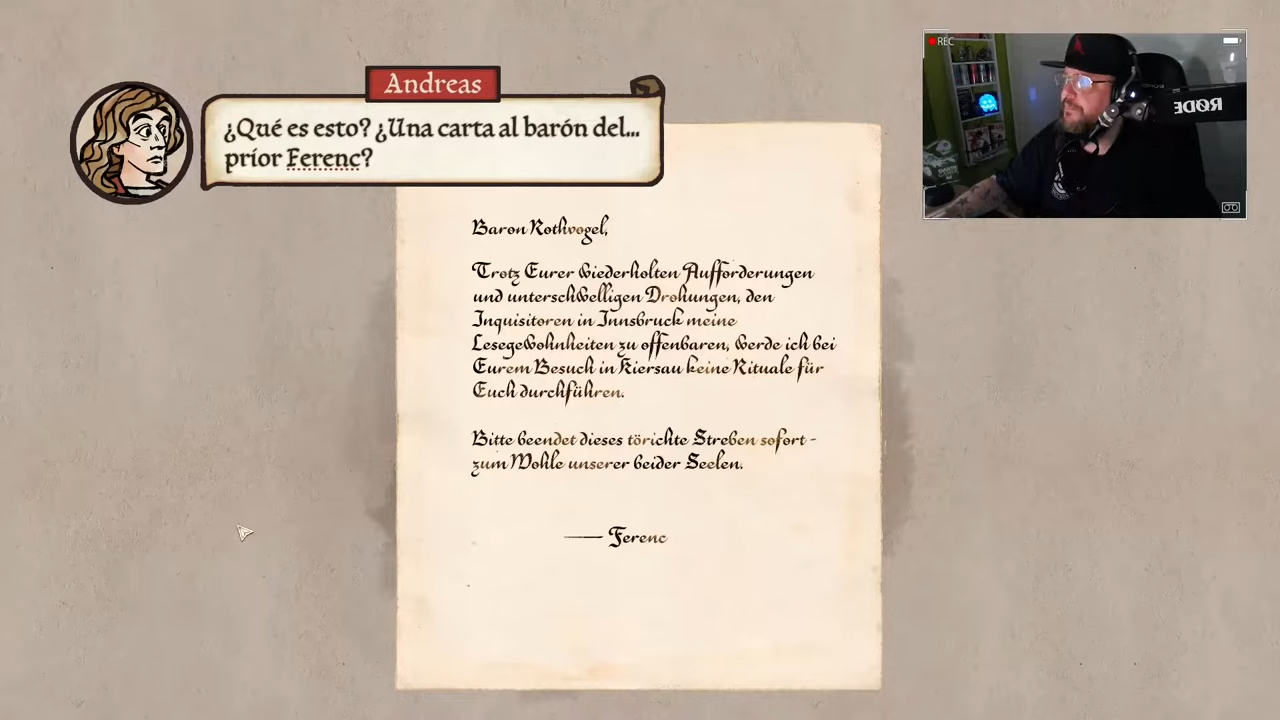 Andreas
¿Qué es esto? ¿Una carta al barón del...
prior Ferenc?
REC
RØDE
Baron Rothvogel,
Trotz Eurer wiederholten Aufforderungen
und unterschwelligen Drohungen, den
Inquisitoren in Innsbruck meine
Lesegewohnheiten zu offenbaren, werde ich bei
Eurem Besuch in Kiersau keine Rituale für
Euch durchführen.
Bitte beendet dieses törichte Streben sofort -
zum Wohle unserer beider Seelen.
— Ferenc